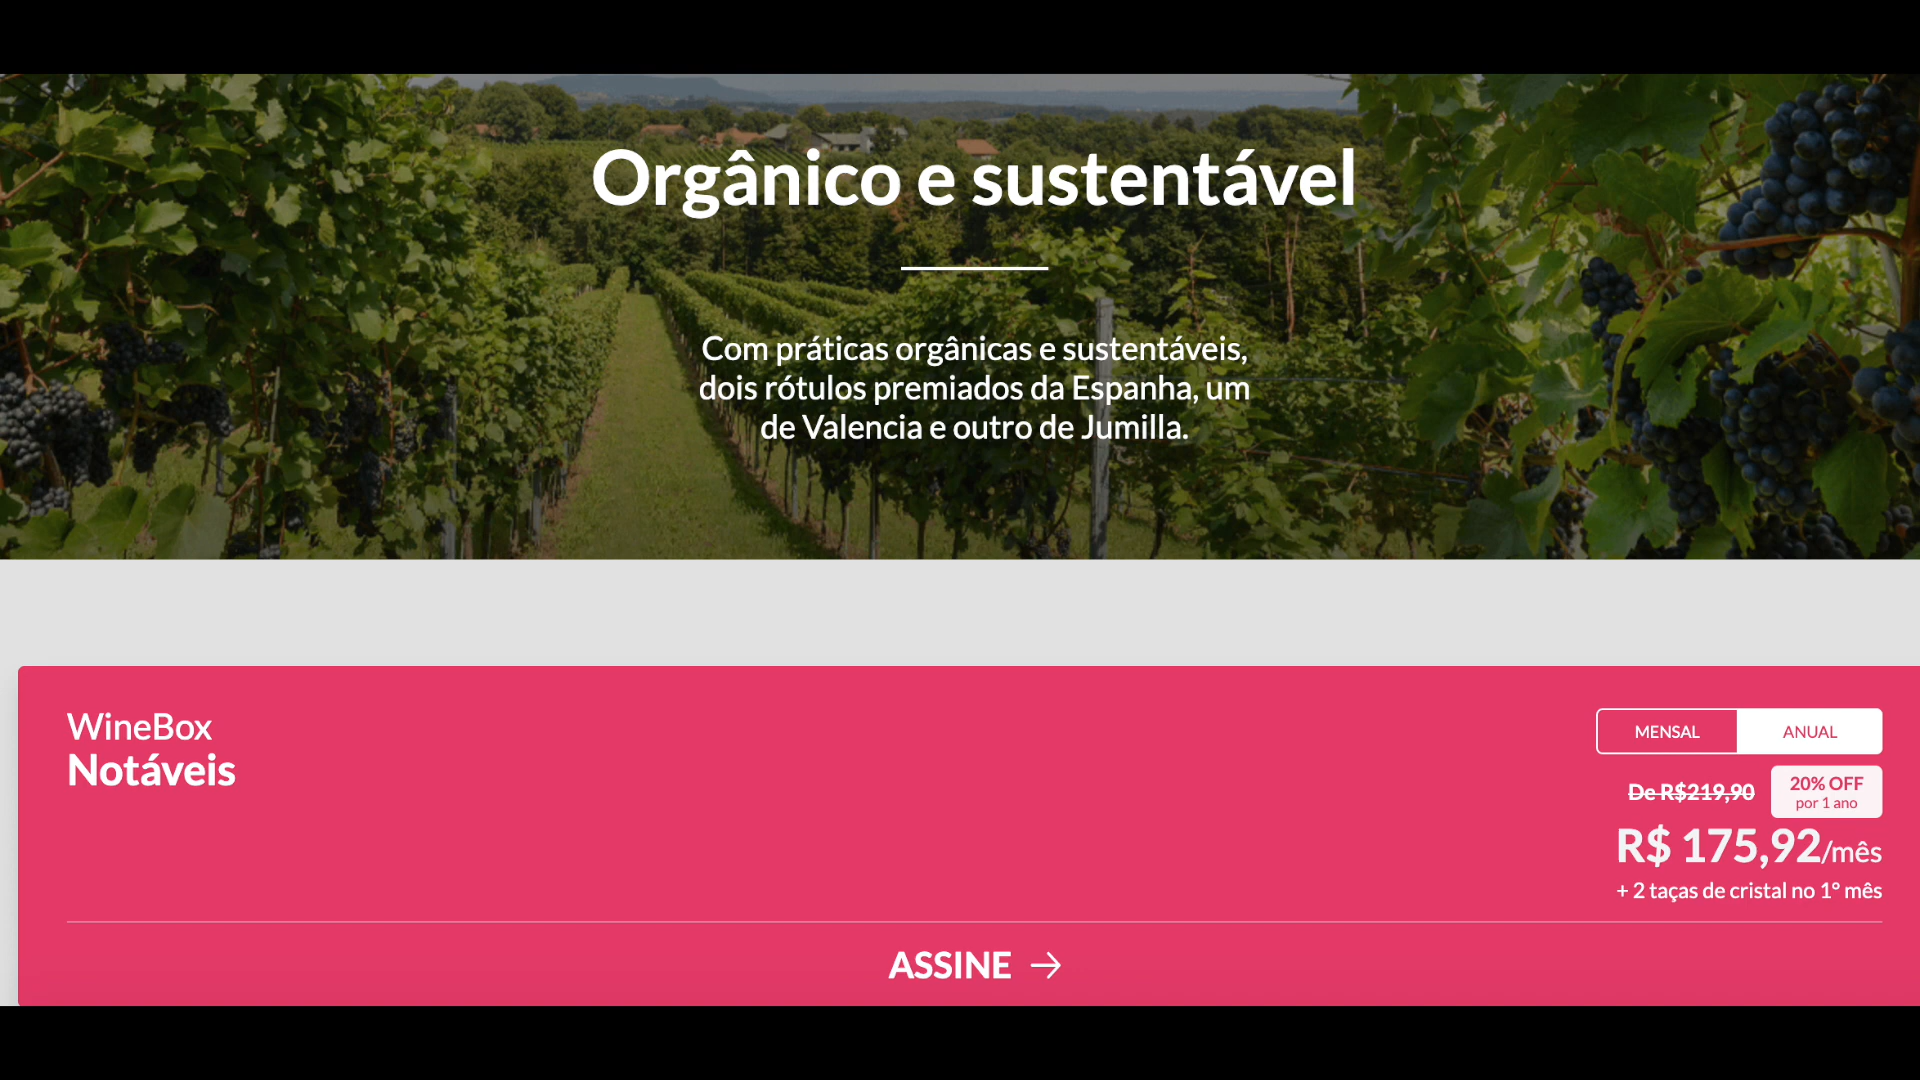 Orgânico e sustentável
Com práticas orgânicas e sustentáveis,
dois rótulos premiados da Espanha, um
de Valencia e outro de Jumilla.
WineBox
Notáveis
MENSAL
ANUAL
De R$219,90
20% OFF
por 1 ano
R$ 175,92/mês
+ 2 taças de cristal no 1° mês
ASSINE →